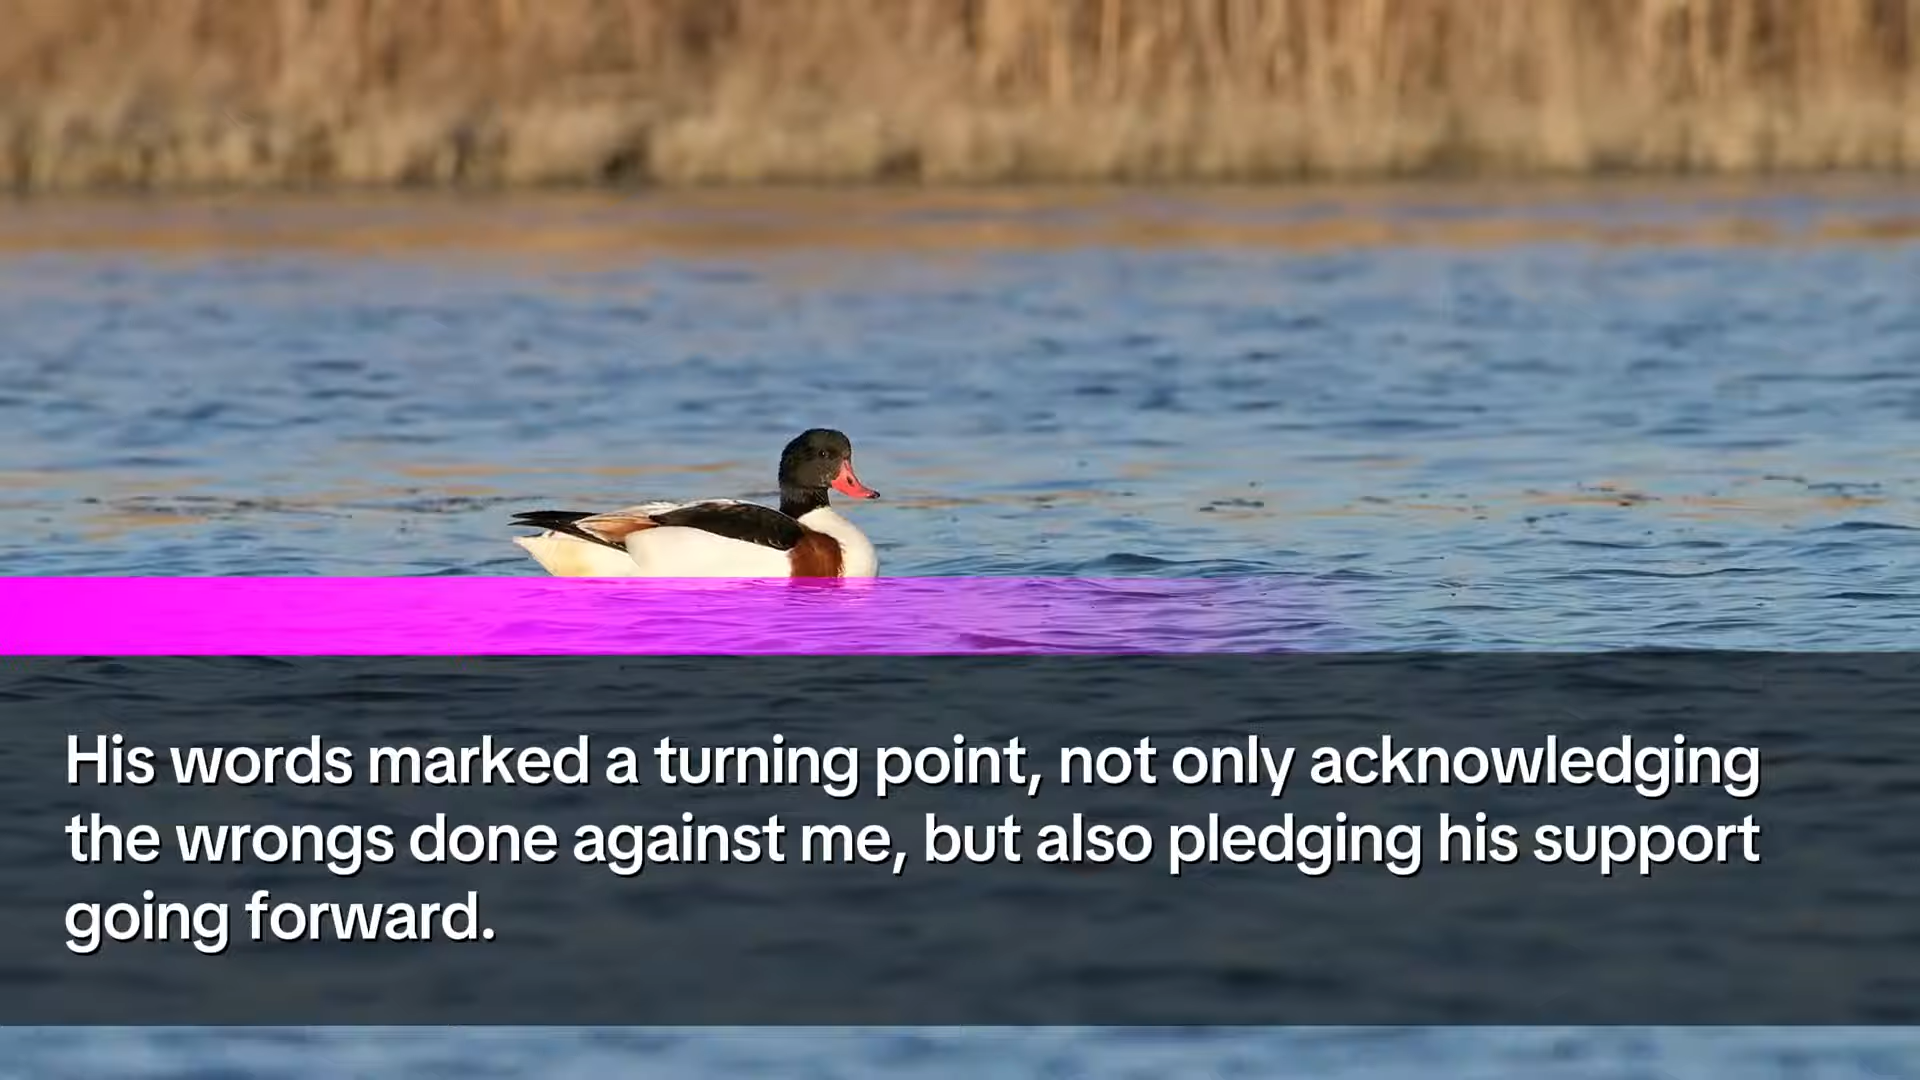 His words marked a turning point, not only acknowledging
the wrongs done against me, but also pledging his support
going forward.